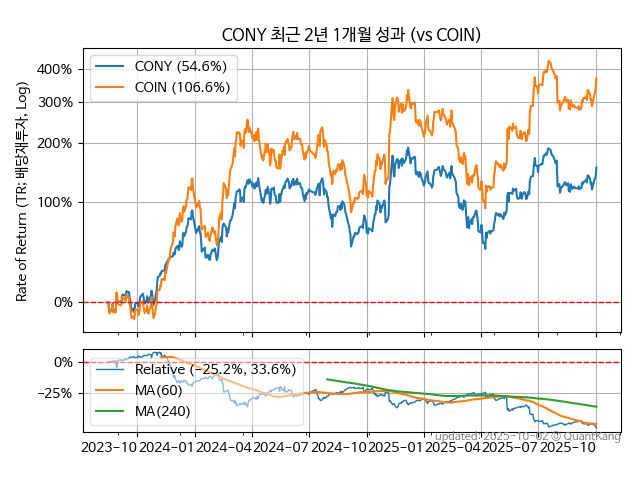 CONY 최근 2년 1개월 성과 (vs COIN)
Rate of Return (TR: 배당재투자, Log)
400%
300%
200%
100%
0%
CONY (54.6%)
COIN (106.6%)
0%
−25%
Relative (−25.2%, 33.6%)
MA(60)
MA(240)
updated: 2025-10-02 © QuantKang
2023-10 2024-01 2024-04 2024-07 2024-10 2025-01 2025-04 2025-07 2025-10